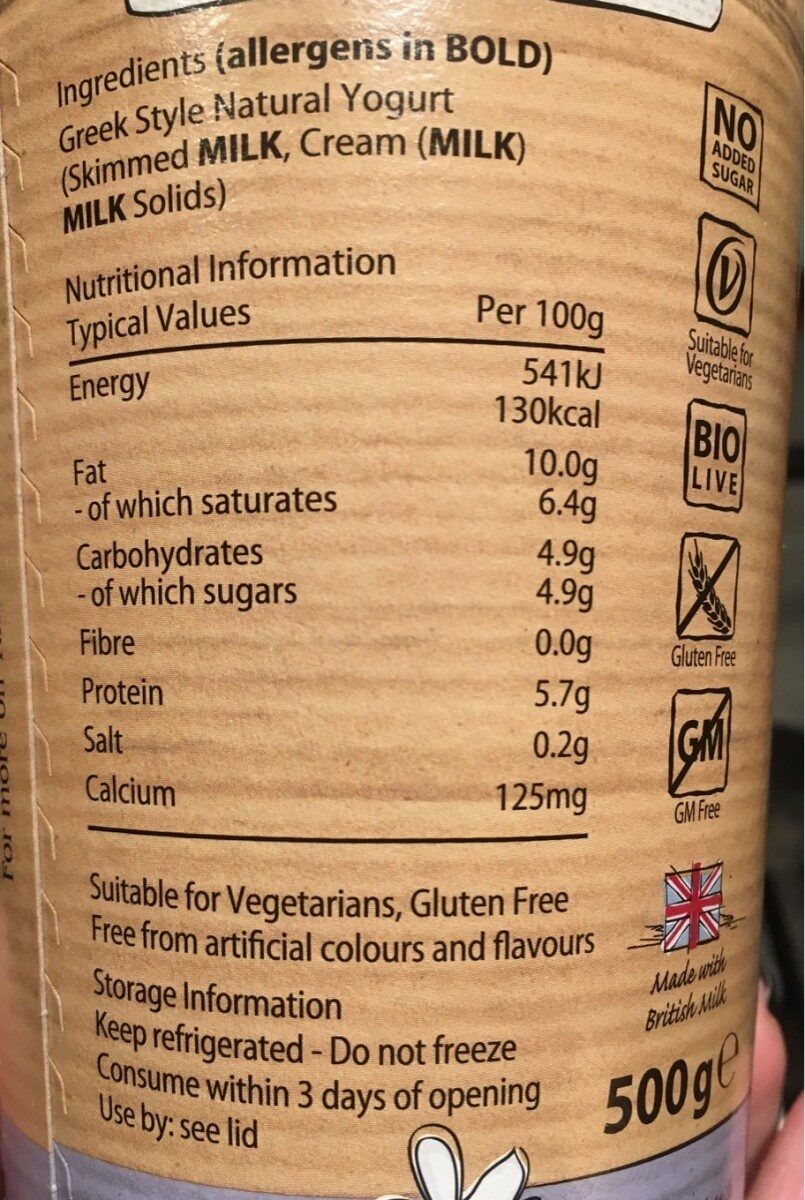 Ingredients (allergens in BOLD)
Greek Style Natural Yogurt
(Skimmed MILK, Cream (MILK)
MILK Solids)
Nutritional Information
Typical Values Per 100g
Energy 541kJ
130kcal
Fat 10.0g
- of which saturates 6.4g
Carbohydrates 4.9g
- of which sugars 4.9g
Fibre 0.0g
Protein 5.7g
Salt 0.2g
Calcium 125mg
Suitable for Vegetarians, Gluten Free
Free from artificial colours and flavours
Storage Information
Keep refrigerated - Do not freeze
Consume within 3 days of opening
Use by: see lid
NO
ADDED
SUGAR
V
Suitable for
Vegetarians
BIO
LIVE
Gluten Free
GM
GM Free
Made with
British Milk
500g e
For more on